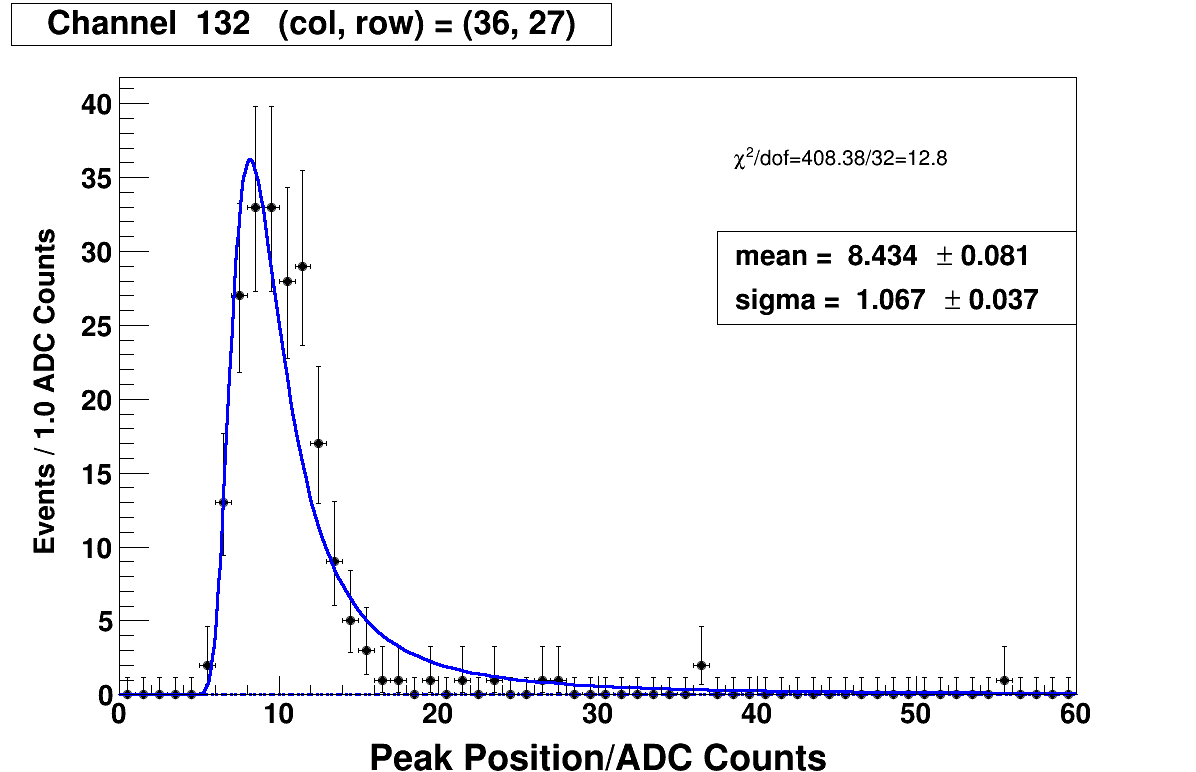 Channel 132 (col, row) = (36, 27)
40
35
30
25
20
15
10
5
0
Events / 1.0 ADC Counts
χ²/dof=408.38/32=12.8
mean = 8.434 ± 0.081
sigma = 1.067 ± 0.037
0 10 20 30 40 50 60
Peak Position/ADC Counts